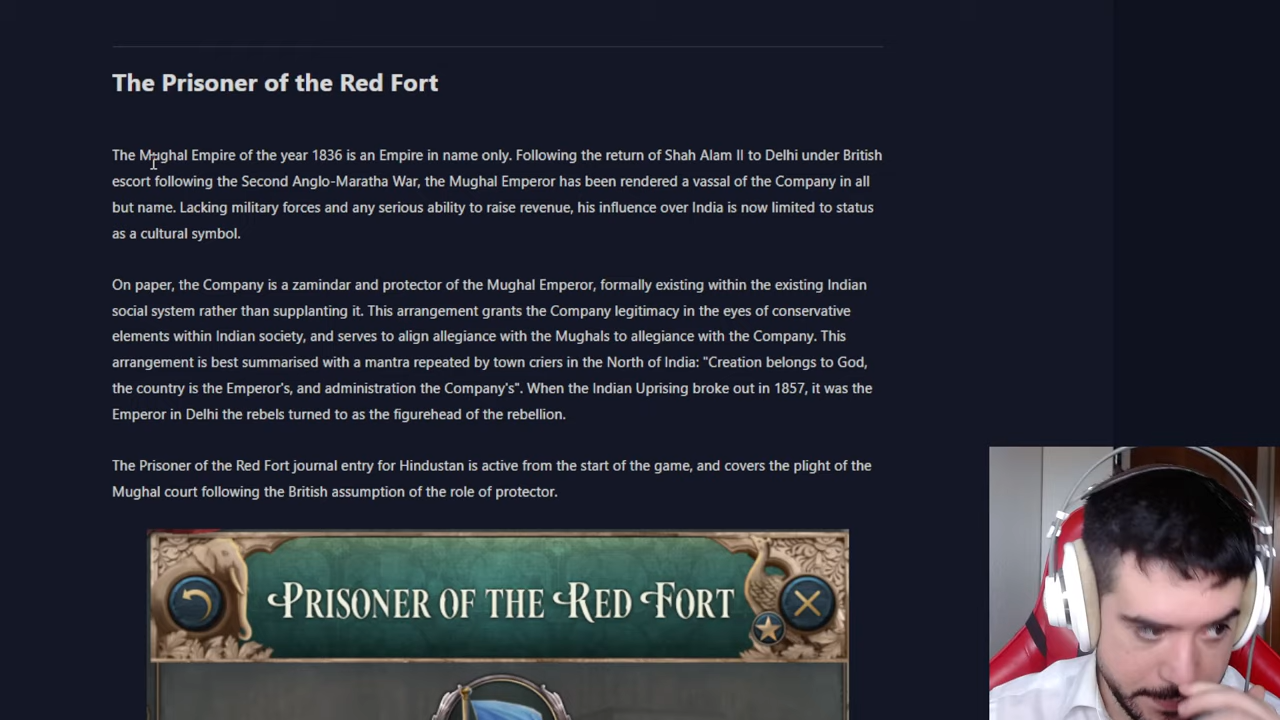 The Prisoner of the Red Fort
The Mughal Empire of the year 1836 is an Empire in name only. Following the return of Shah Alam II to Delhi under British
escort following the Second Anglo-Maratha War, the Mughal Emperor has been rendered a vassal of the Company in all
but name. Lacking military forces and any serious ability to raise revenue, his influence over India is now limited to status
as a cultural symbol.
On paper, the Company is a zamindar and protector of the Mughal Emperor, formally existing within the existing Indian
social system rather than supplanting it. This arrangement grants the Company legitimacy in the eyes of conservative
elements within Indian society, and serves to align allegiance with the Mughals to allegiance with the Company. This
arrangement is best summarised with a mantra repeated by town criers in the North of India: "Creation belongs to God,
the country is the Emperor's, and administration the Company's". When the Indian Uprising broke out in 1857, it was the
Emperor in Delhi the rebels turned to as the figurehead of the rebellion.
The Prisoner of the Red Fort journal entry for Hindustan is active from the start of the game, and covers the plight of the
Mughal court following the British assumption of the role of protector.
PRISONER OF THE RED FORT